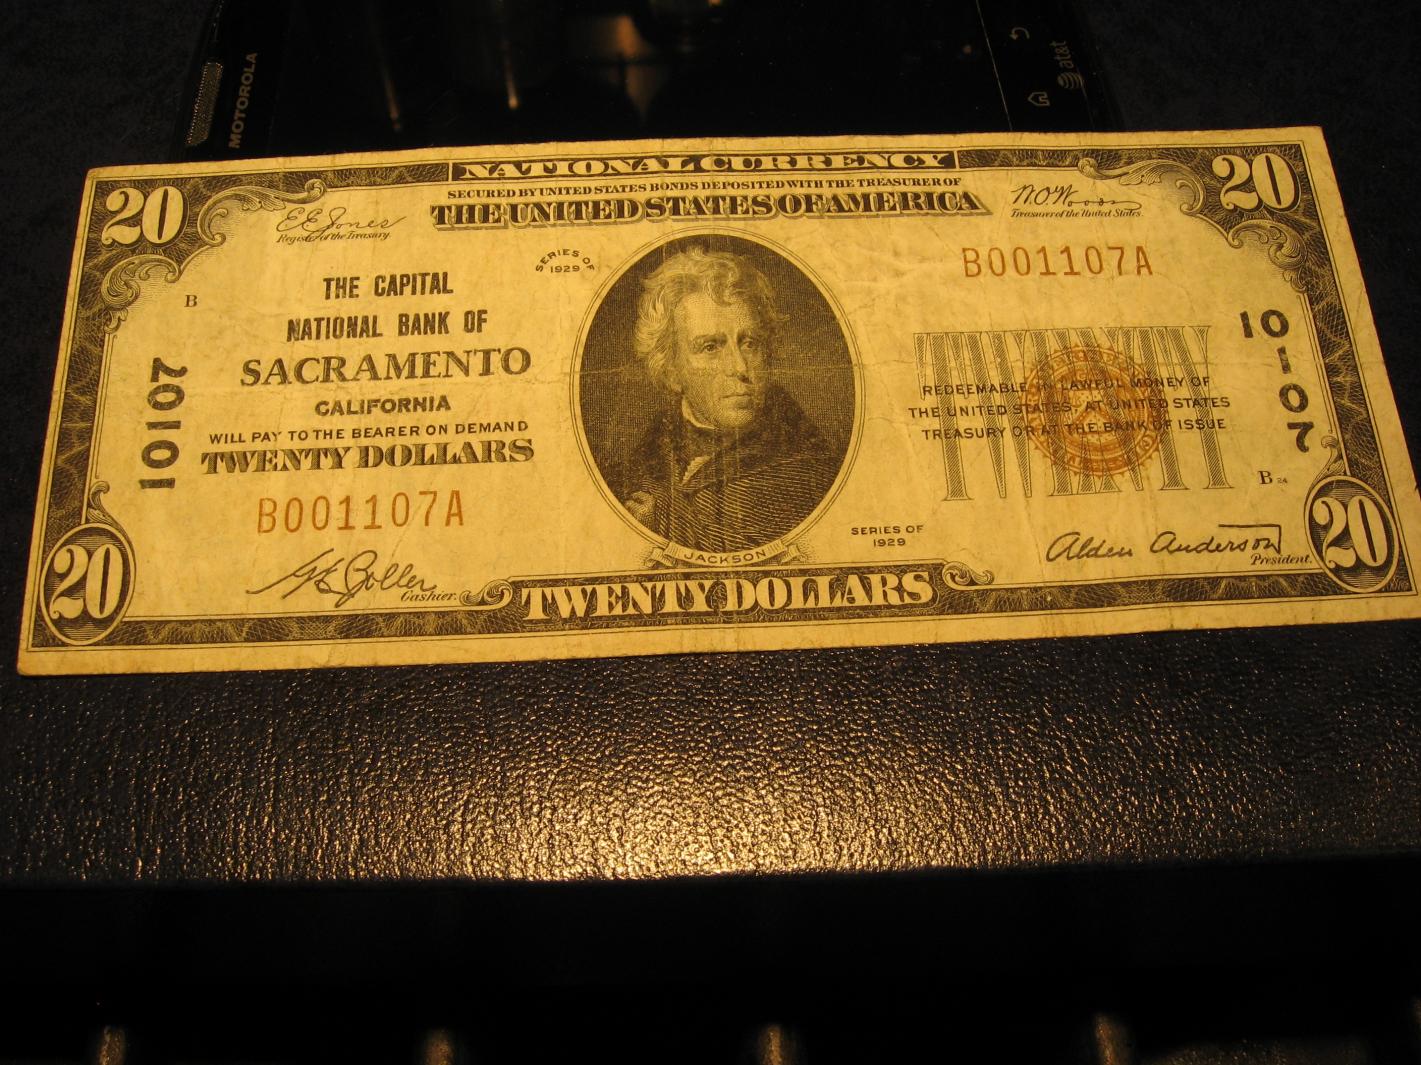 MOTOROLA
at&t
NATIONAL CURRENCY
SECURED BY UNITED STATES BONDS DEPOSITED WITH THE TREASURER OF
THE UNITED STATES OF AMERICA
20
20
E.E. Jones
Register of the Treasury.
W.O. Woods
Treasurer of the United States.
SERIES OF
1929
B001107A
THE CAPITAL
NATIONAL BANK OF
SACRAMENTO
CALIFORNIA
WILL PAY TO THE BEARER ON DEMAND
TWENTY DOLLARS
B001107A
B
10107
10107
TWENTY
REDEEMABLE IN LAWFUL MONEY OF
THE UNITED STATES, AT UNITED STATES
TREASURY OR AT THE BANK OF ISSUE
B 24
JACKSON
SERIES OF
1929
Cashier.
Alden Anderson
President.
20
TWENTY DOLLARS
20